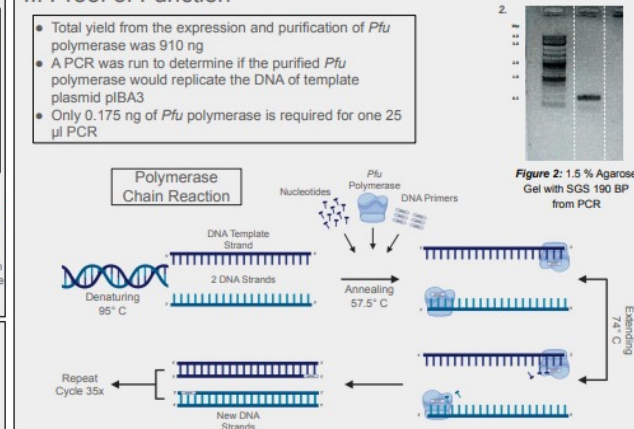 Proof of Function
● Total yield from the expression and purification of Pfu
polymerase was 910 ng
● A PCR was run to determine if the purified Pfu
polymerase would replicate the DNA of template
plasmid pIBA3
● Only 0.175 ng of Pfu polymerase is required for one 25
µl PCR
2.
Figure 2: 1.5 % Agarose
Gel with SGS 190 BP
from PCR
Polymerase
Chain Reaction
Nucleotides
Pfu
Polymerase
DNA Primers
DNA Template
Strand
2 DNA Strands
Denaturing
95° C
Annealing
57.5° C
Extending
74° C
Repeat
Cycle 35x
New DNA
Strands